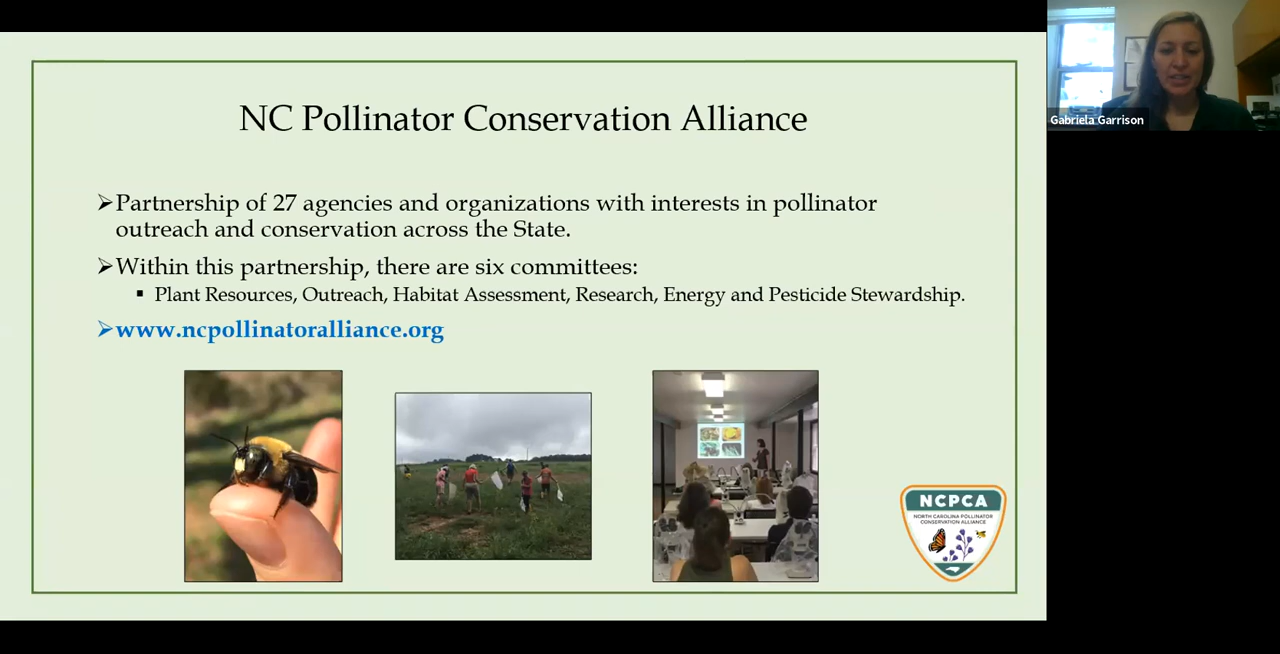 NC Pollinator Conservation Alliance
➢Partnership of 27 agencies and organizations with interests in pollinator
outreach and conservation across the State.
➢Within this partnership, there are six committees:
▪ Plant Resources, Outreach, Habitat Assessment, Research, Energy and Pesticide Stewardship.
➢www.ncpollinatoralliance.org
NCPCA
NORTH CAROLINA POLLINATOR
CONSERVATION ALLIANCE
Gabriela Garrison